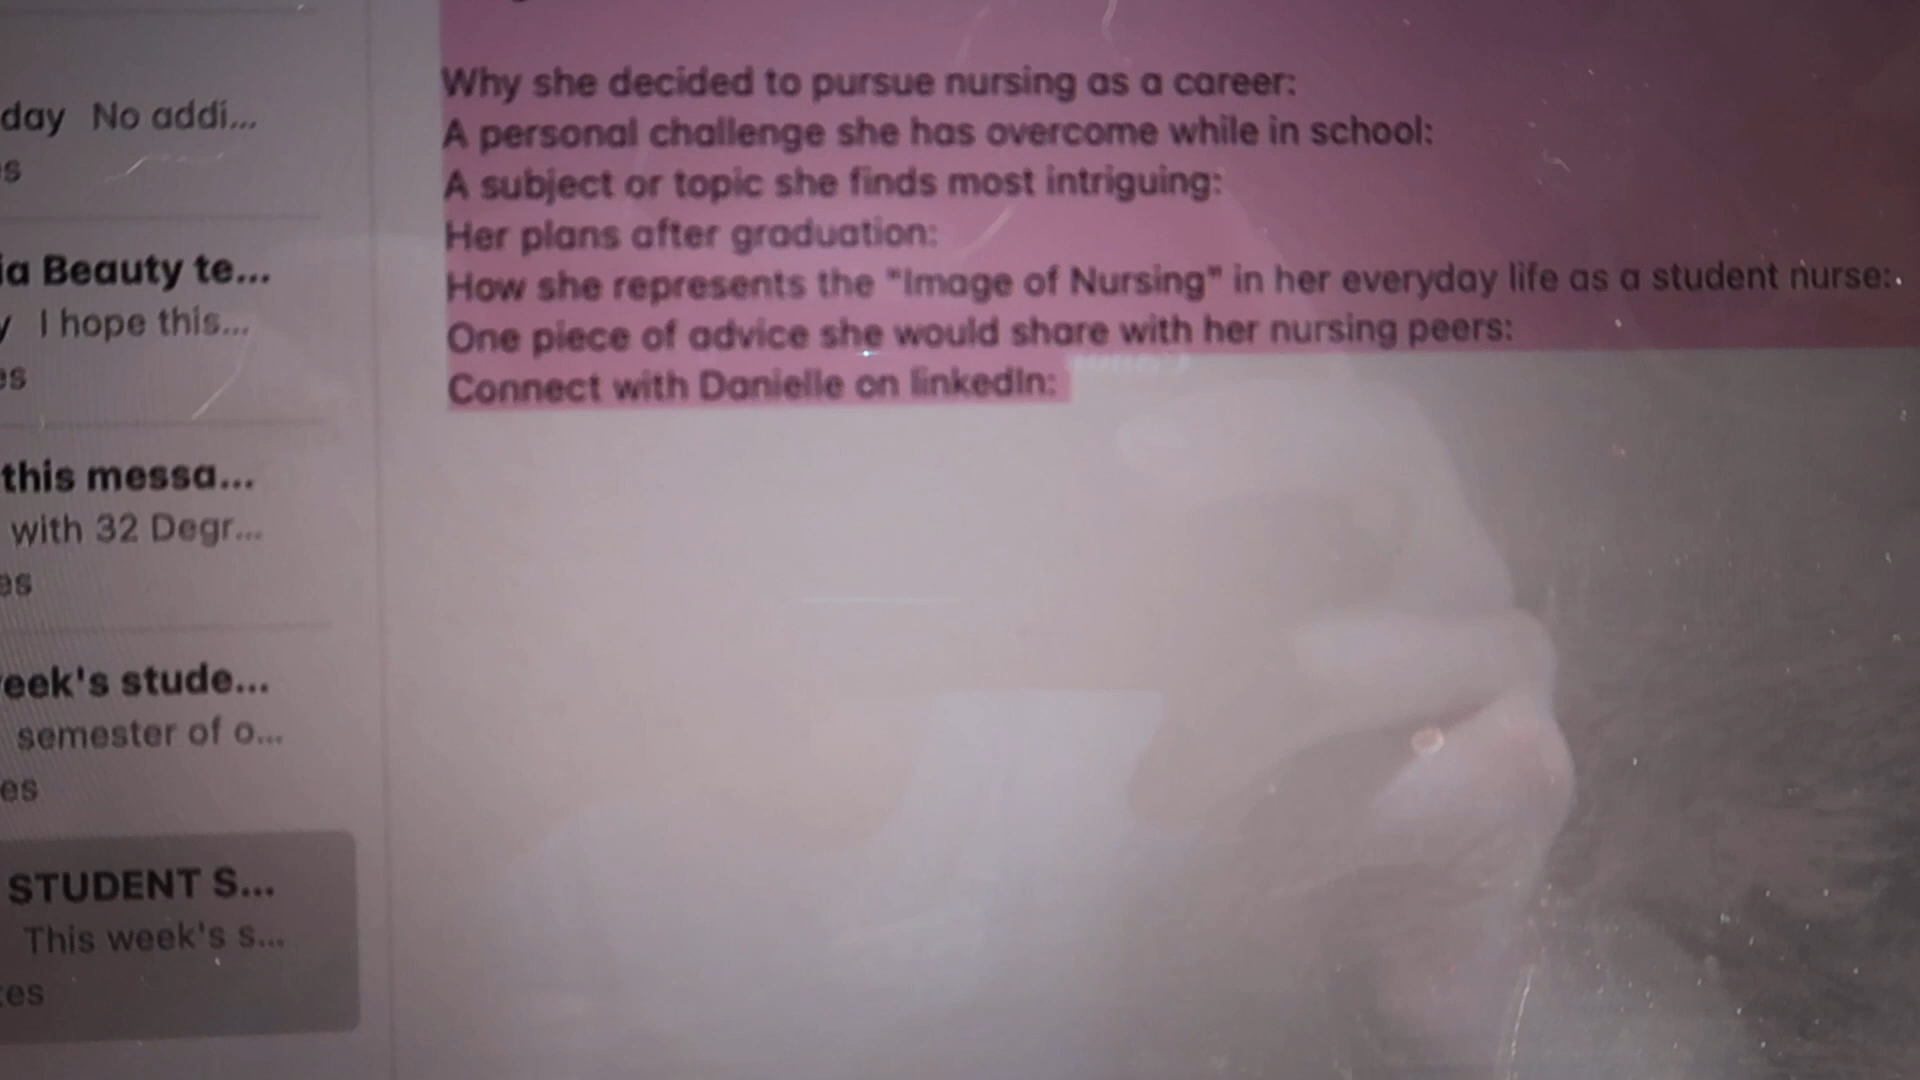 day No addi...
s
ia Beauty te...
y I hope this...
es
this messa...
with 32 Degr...
es
eek's stude...
semester of o...
es
STUDENT S...
This week's s...
tes
Why she decided to pursue nursing as a career:
A personal challenge she has overcome while in school:
A subject or topic she finds most intriguing:
Her plans after graduation:
How she represents the "Image of Nursing" in her everyday life as a student nurse:
One piece of advice she would share with her nursing peers:
Connect with Danielle on linkedIn: